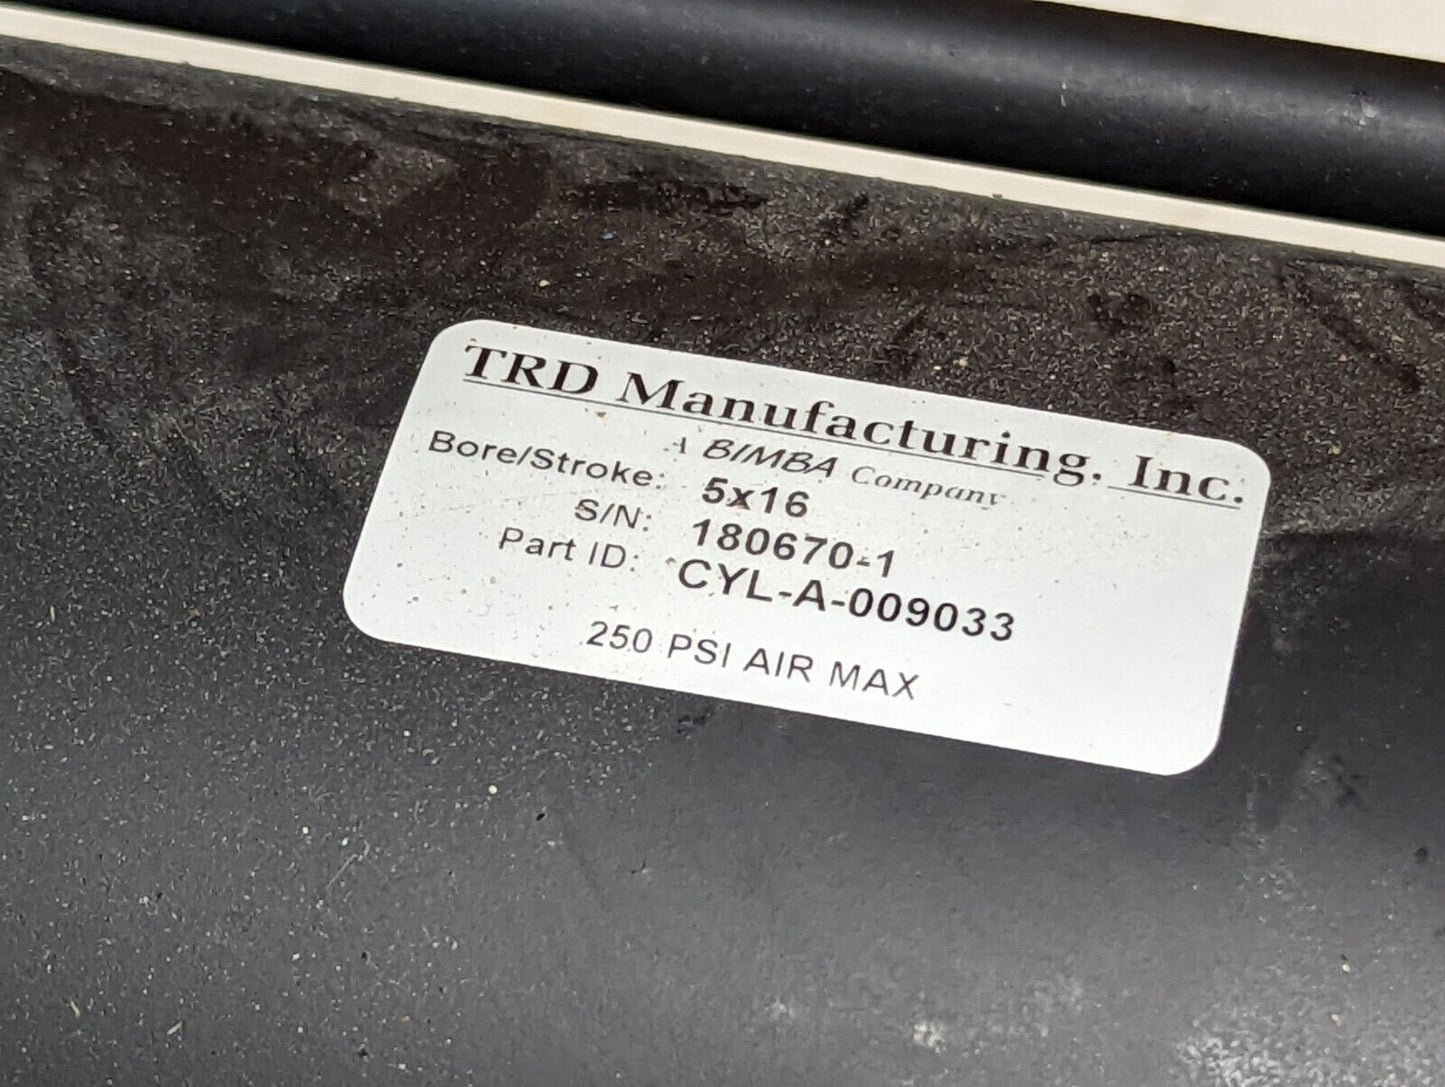 TRD Manufacturing, Inc.
A BIMBA Company
Bore/Stroke: 5x16
S/N: 180670-1
Part ID: CYL-A-009033
250 PSI AIR MAX